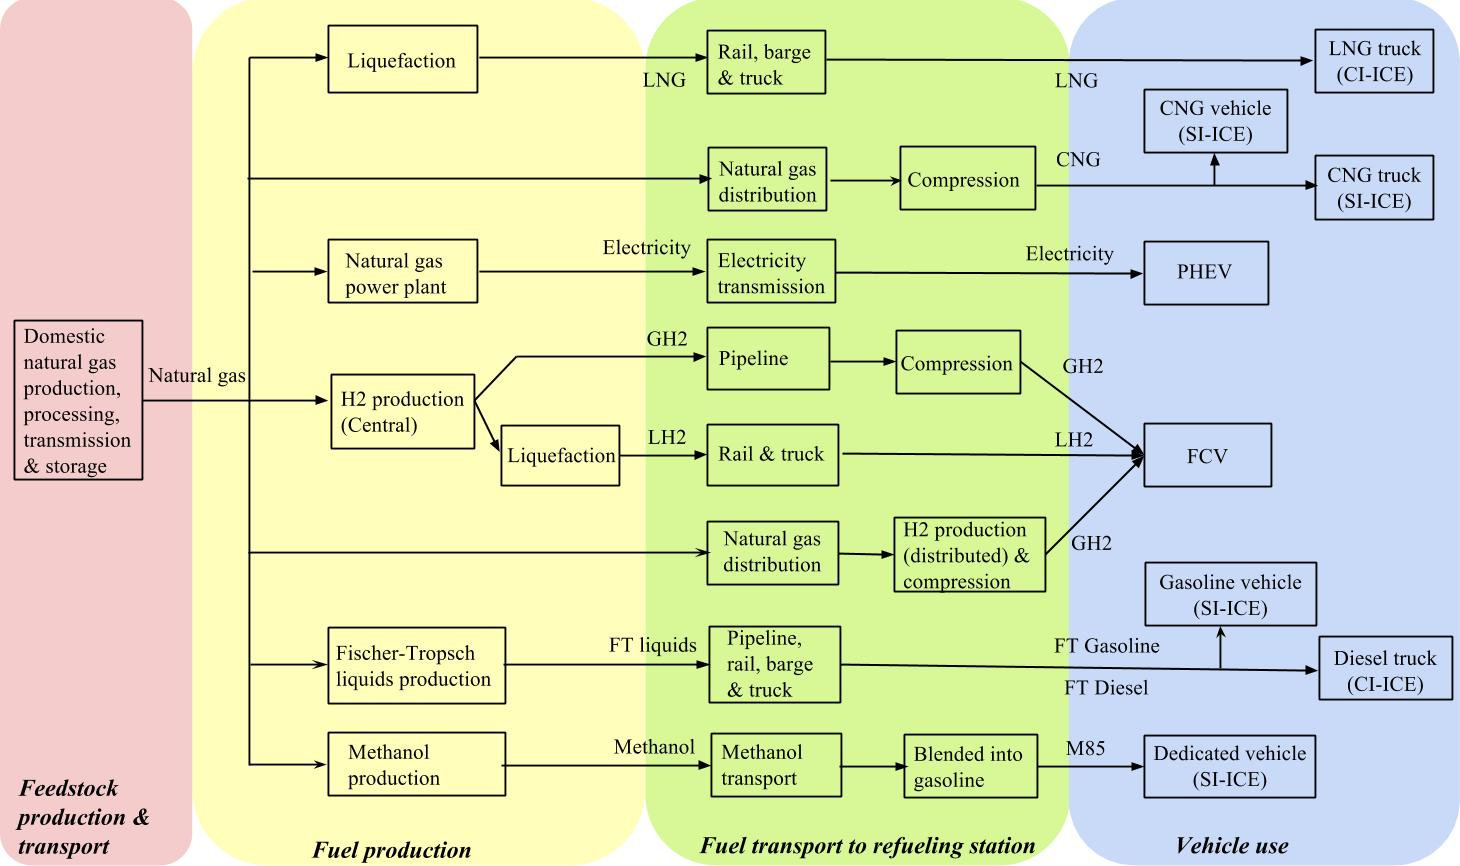 Liquefaction
LNG
Rail, barge
& truck
LNG
LNG truck
(CI-ICE)
CNG vehicle
(SI-ICE)
Natural gas
distribution
Compression
CNG
CNG truck
(SI-ICE)
Natural gas
power plant
Electricity
Electricity
transmission
Electricity
PHEV
Domestic
natural gas
production,
processing,
transmission
& storage
Natural gas
H2 production
(Central)
GH2
Pipeline
Compression
GH2
Liquefaction
LH2
Rail & truck
LH2
FCV
Natural gas
distribution
H2 production
(distributed) &
compression
GH2
Gasoline vehicle
(SI-ICE)
Fischer-Tropsch
liquids production
FT liquids
Pipeline,
rail, barge
& truck
FT Gasoline
FT Diesel
Diesel truck
(CI-ICE)
Methanol
production
Methanol
Methanol
transport
Blended into
gasoline
M85
Dedicated vehicle
(SI-ICE)
Feedstock
production &
transport
Fuel production
Fuel transport to refueling station
Vehicle use